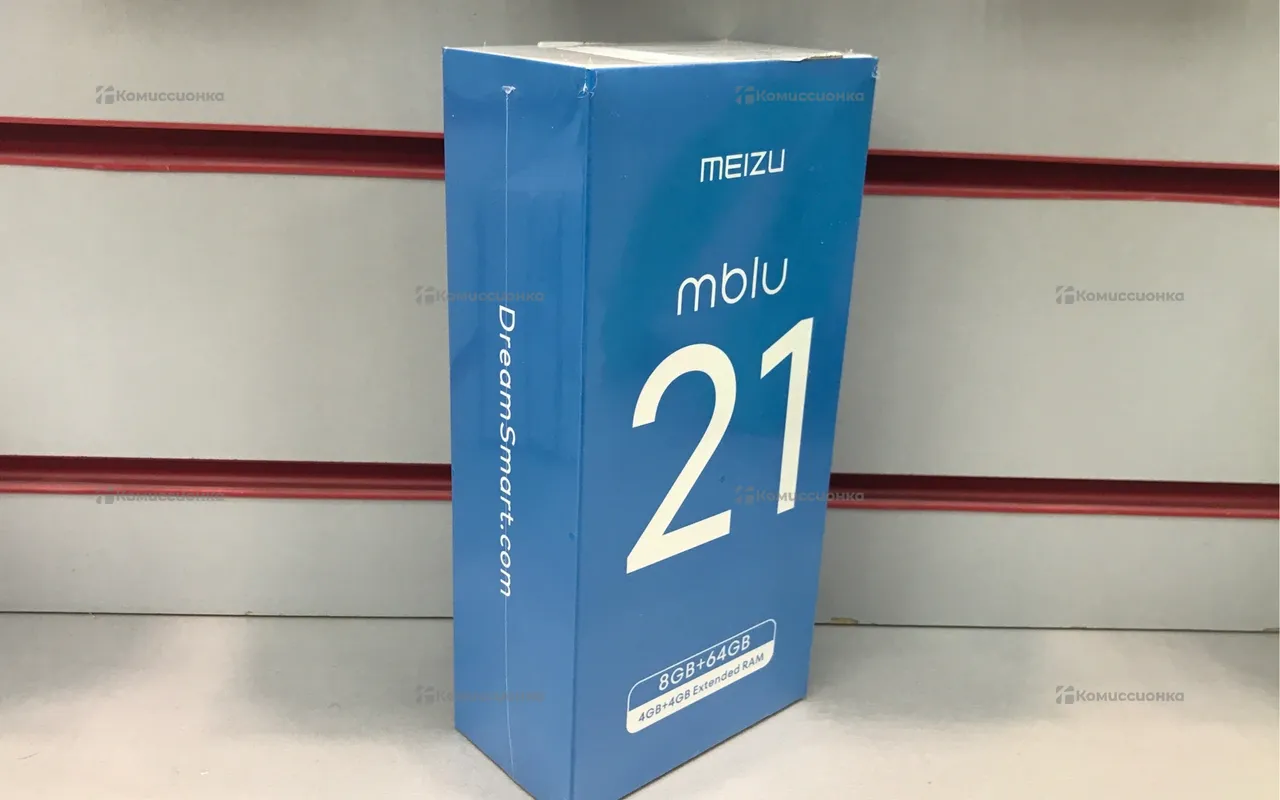 MEIZU
mblu
21
8GB+64GB
4GB+4GB Extended RAM
DreamSmart.com
Комиссионка
Комиссионка
Комиссионка
Комиссионка
Комиссионка
Комиссионка
Комиссионка
Комиссионка